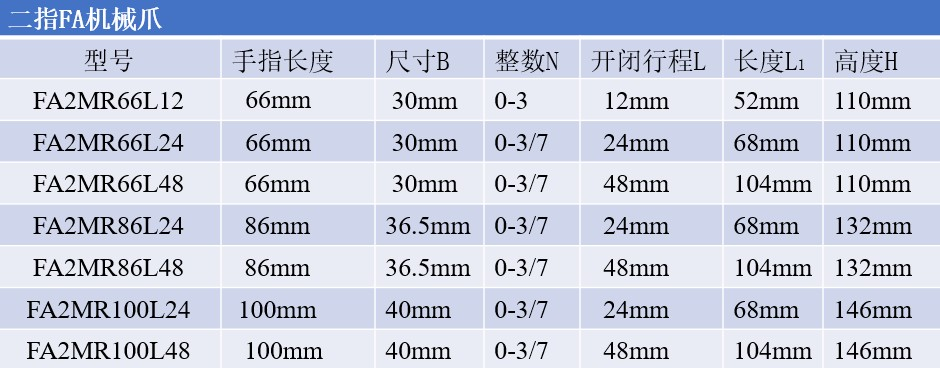 二指FA机械爪
型号 手指长度 尺寸B 整数N 开闭行程L 长度L₁ 高度H
FA2MR66L12 66mm 30mm 0-3 12mm 52mm 110mm
FA2MR66L24 66mm 30mm 0-3/7 24mm 68mm 110mm
FA2MR66L48 66mm 30mm 0-3/7 48mm 104mm 110mm
FA2MR86L24 86mm 36.5mm 0-3/7 24mm 68mm 132mm
FA2MR86L48 86mm 36.5mm 0-3/7 48mm 104mm 132mm
FA2MR100L24 100mm 40mm 0-3/7 24mm 68mm 146mm
FA2MR100L48 100mm 40mm 0-3/7 48mm 104mm 146mm